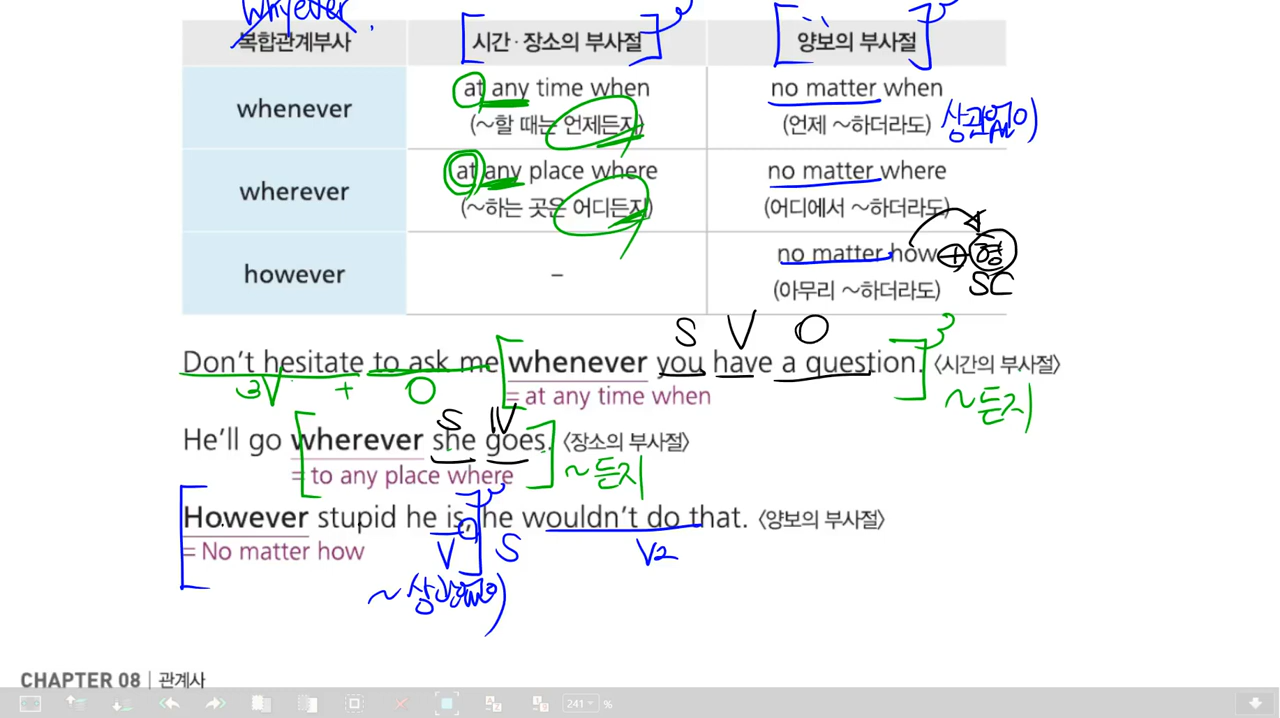 whyever
복합관계부사 시간·장소의 부사절 양보의 부사절
whenever at any time when no matter when
(~할 때는 언제든지) (언제 ~하더라도) 상관없이
wherever at any place where no matter where
(~하는 곳은 어디든지) (어디에서 ~하더라도)
however – no matter how + 형
(아무리 ~하더라도) SC
S V O
Don't hesitate to ask me whenever you have a question. 〈시간의 부사절〉
3V + O = at any time when ~든지
S 1V
He'll go wherever she goes. 〈장소의 부사절〉
= to any place where ~든지
However stupid he is, he wouldn't do that. 〈양보의 부사절〉
= No matter how V S V2
~상관없이
CHAPTER 08 | 관계사
241 %